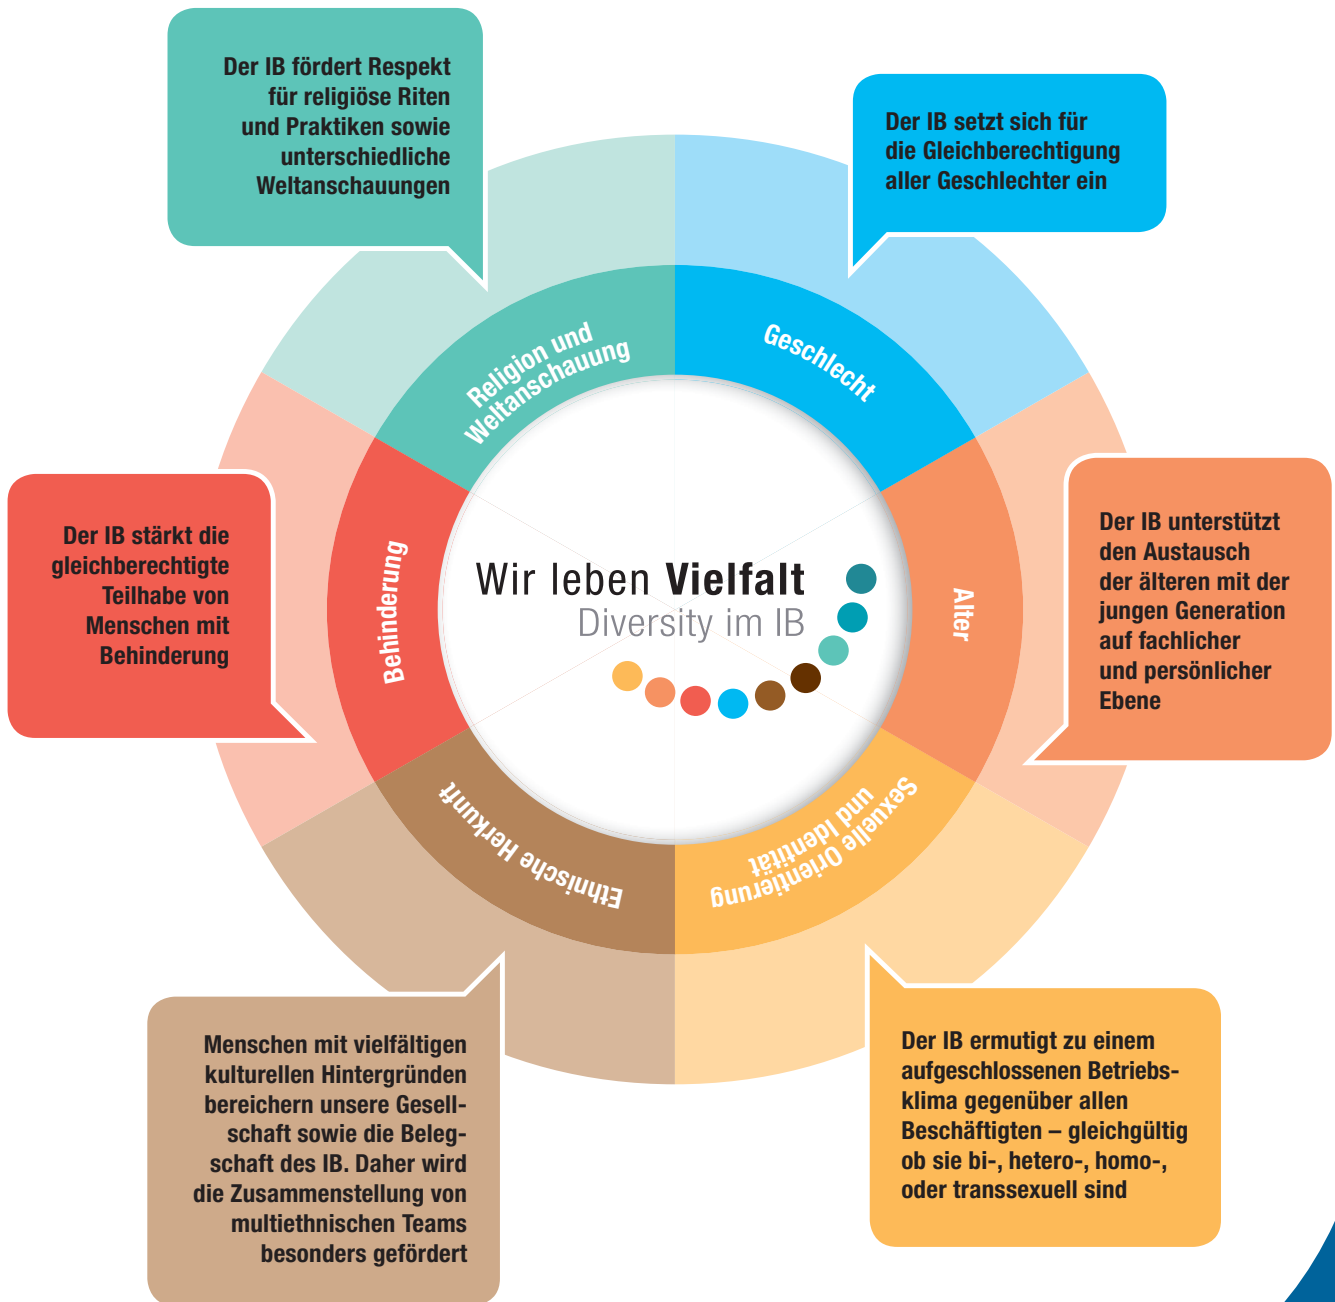 Der IB fördert Respekt
für religiöse Riten
und Praktiken sowie
unterschiedliche
Weltanschauungen
Der IB setzt sich für
die Gleichberechtigung
aller Geschlechter ein
Religion und
Weltanschauung
Geschlecht
Der IB stärkt die
gleichberechtigte
Teilhabe von
Menschen mit
Behinderung
Behinderung
Wir leben Vielfalt
Diversity im IB
Alter
Der IB unterstützt
den Austausch
der älteren mit der
jungen Generation
auf fachlicher
und persönlicher
Ebene
Ethnische Herkunft
Sexuelle Orientierung
und Identität
Menschen mit vielfältigen
kulturellen Hintergründen
bereichern unsere Gesell-
schaft sowie die Beleg-
schaft des IB. Daher wird
die Zusammenstellung von
multiethnischen Teams
besonders gefördert
Der IB ermutigt zu einem
aufgeschlossenen Betriebs-
klima gegenüber allen
Beschäftigten – gleichgültig
ob sie bi-, hetero-, homo-,
oder transsexuell sind